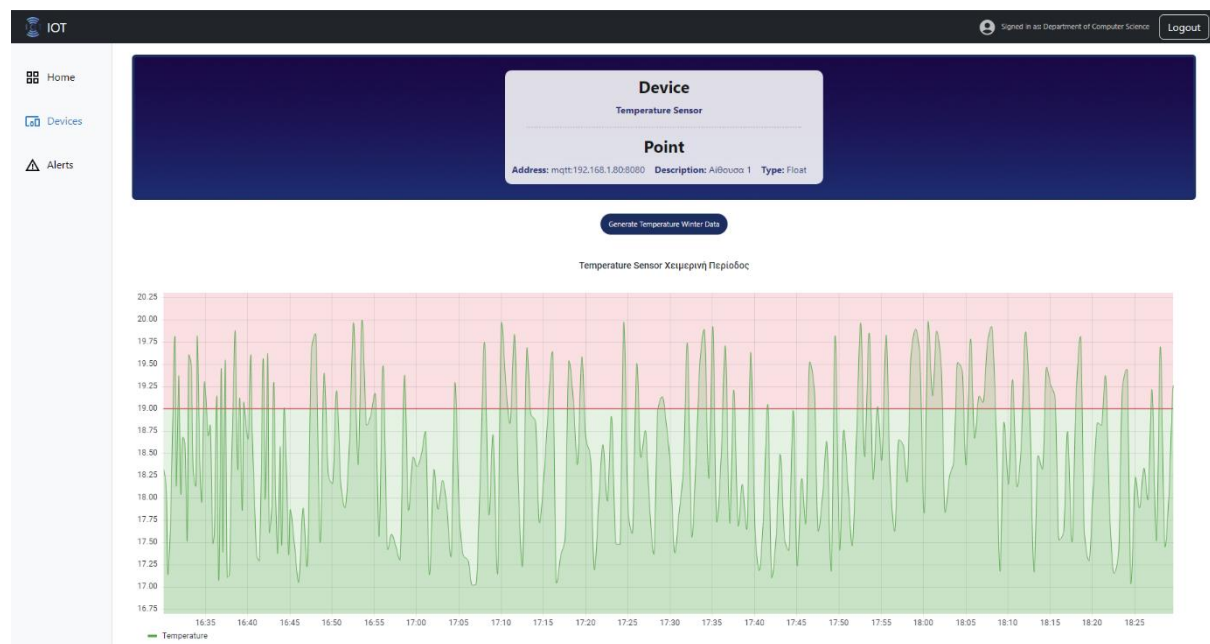 IOT
Signed in as: Department of Computer Science
Logout
Home
Devices
Alerts
Device
Temperature Sensor
Point
Address: mqtt:192.168.1.80:8080 Description: Αίθουσα 1 Type: Float
Generate Temperature Winter Data
Temperature Sensor Χειμερινή Περίοδος
20.25
20.00
19.75
19.50
19.25
19.00
18.75
18.50
18.25
18.00
17.75
17.50
17.25
17.00
16.75
16:35 16:40 16:45 16:50 16:55 17:00 17:05 17:10 17:15 17:20 17:25 17:30 17:35 17:40 17:45 17:50 17:55 18:00 18:05 18:10 18:15 18:20 18:25
Temperature